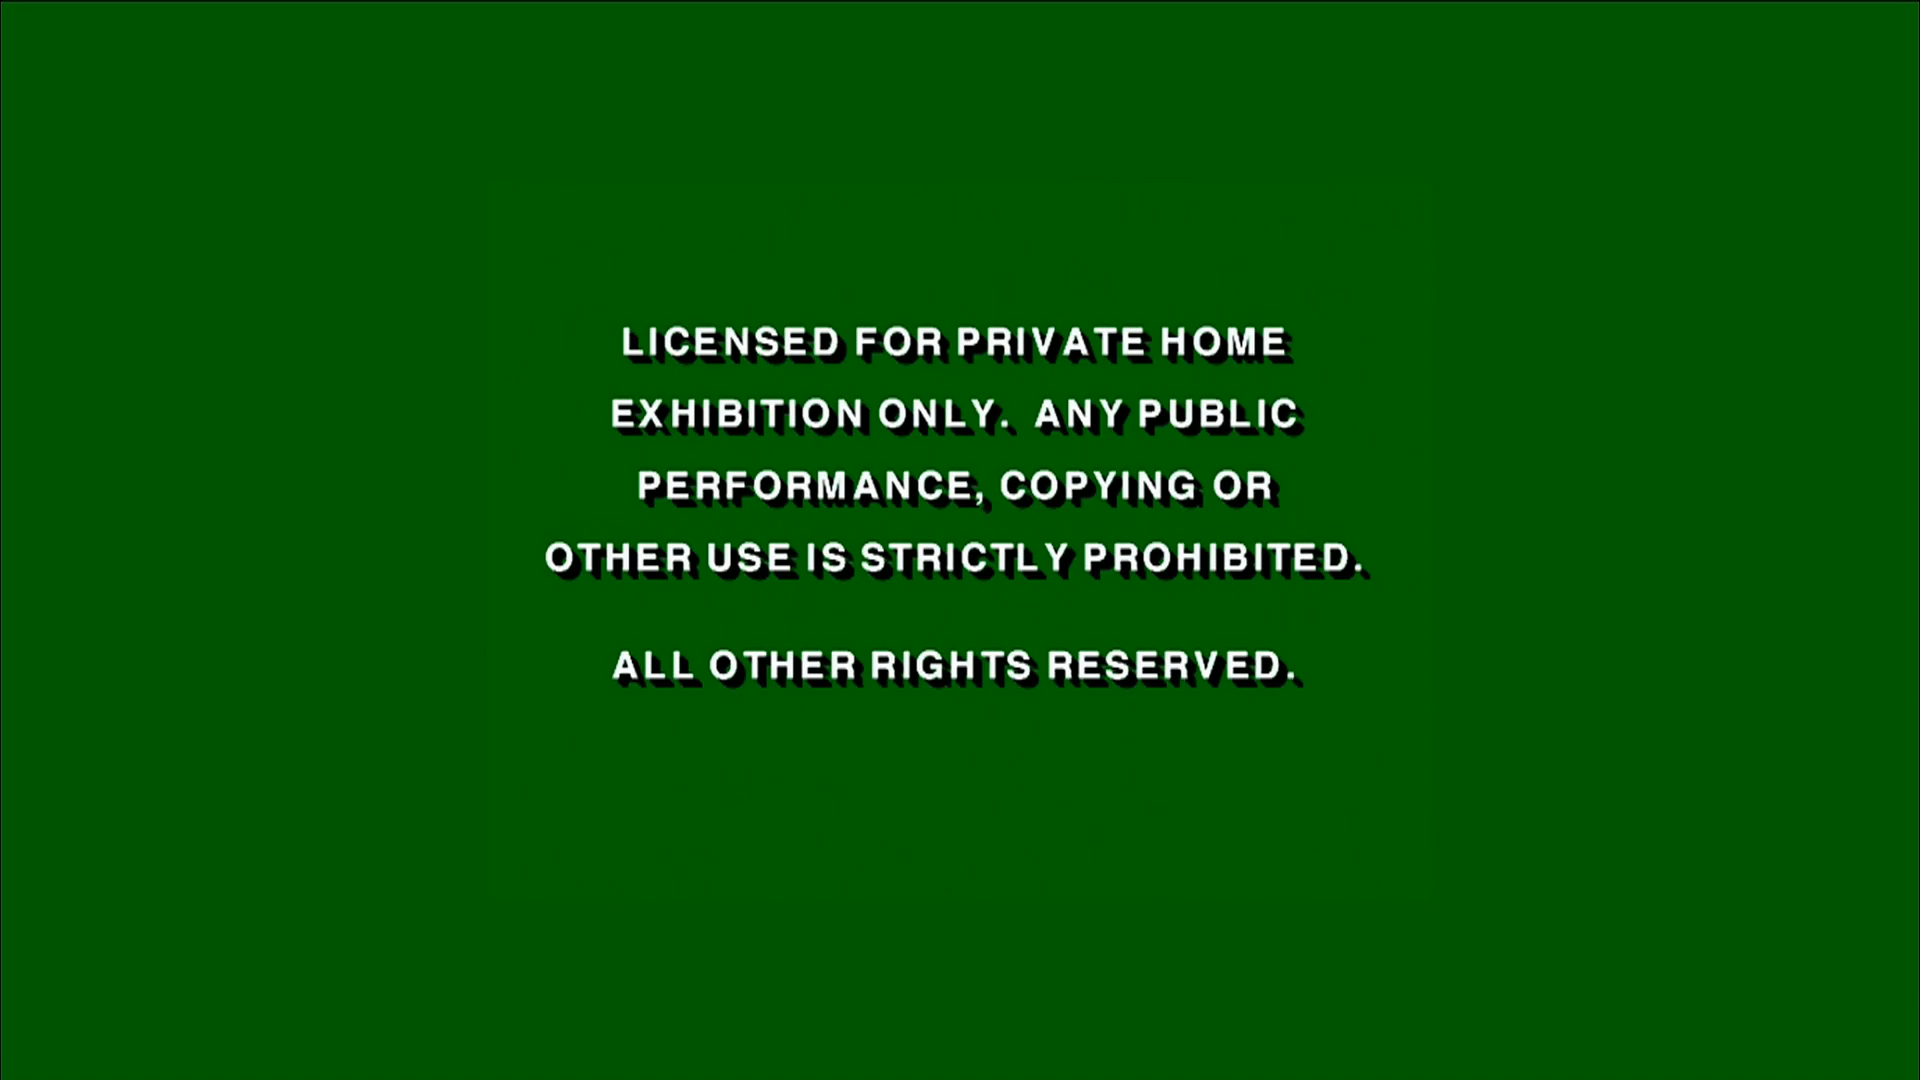 LICENSED FOR PRIVATE HOME
EXHIBITION ONLY.  ANY PUBLIC
PERFORMANCE, COPYING OR
OTHER USE IS STRICTLY PROHIBITED.
ALL OTHER RIGHTS RESERVED.